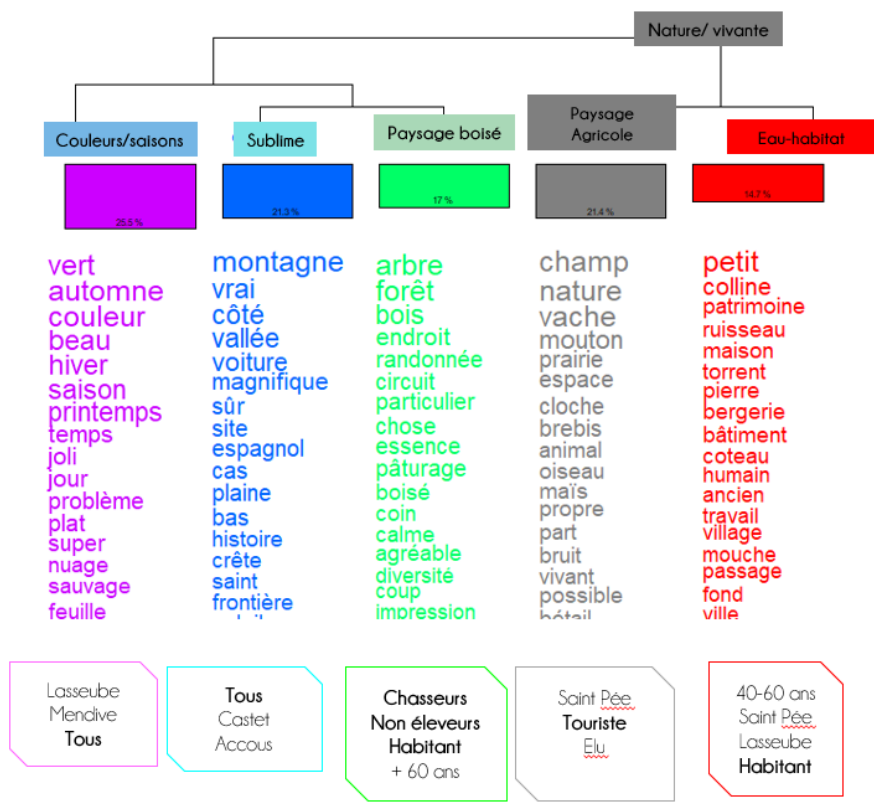 Nature/ vivante
Couleurs/saisons
Sublime
Paysage boisé
Paysage
Agricole
Eau-habitat
25.5 %
21.3 %
17 %
21.4 %
14.7 %
vert
automne
couleur
beau
hiver
saison
printemps
temps
joli
jour
problème
plat
super
nuage
sauvage
feuille
montagne
vrai
côté
vallée
voiture
magnifique
sûr
site
espagnol
cas
plaine
bas
histoire
crête
saint
frontière
arbre
forêt
bois
endroit
randonnée
circuit
particulier
chose
essence
pâturage
boisé
coin
calme
agréable
diversité
coup
impression
champ
nature
vache
mouton
prairie
espace
cloche
brebis
animal
oiseau
maïs
propre
part
bruit
vivant
possible
bétail
petit
colline
patrimoine
ruisseau
maison
torrent
pierre
bergerie
bâtiment
coteau
humain
ancien
travail
village
mouche
passage
fond
ville
Lasseube
Mendive
Tous
Tous
Castet
Accous
Chasseurs
Non éleveurs
Habitant
+ 60 ans
Saint Pée
Touriste
Elu
40-60 ans
Saint Pée
Lasseube
Habitant